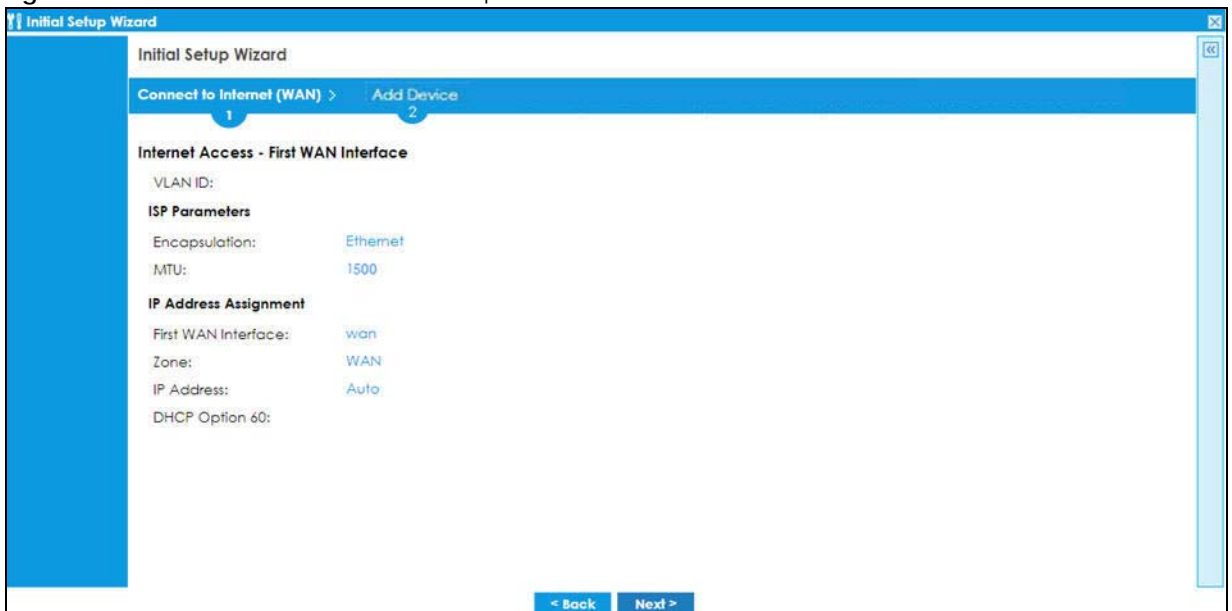 Initial Setup Wizard
Initial Setup Wizard
Connect to Internet (WAN) > Add Device
1 2
Internet Access - First WAN Interface
VLAN ID:
ISP Parameters
Encapsulation: Ethernet
MTU: 1500
IP Address Assignment
First WAN Interface: wan
Zone: WAN
IP Address: Auto
DHCP Option 60:
< Back Next >